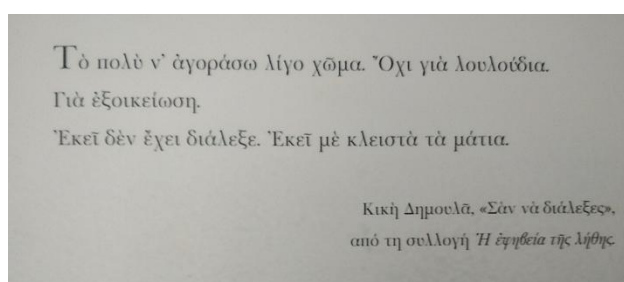 Τὸ πολὺ ν᾿ ἀγοράσω λίγο χῶμα. Ὄχι γιὰ λουλούδια.
Γιὰ ἐξοικείωση.
Ἐκεῖ δὲν ἔχει διάλεξε. Ἐκεῖ μὲ κλειστὰ τὰ μάτια.
Κικὴ Δημουλᾶ, «Σὰν νὰ διάλεξες»,
από τη συλλογή Ἡ ἐφηβεία τῆς λήθης.